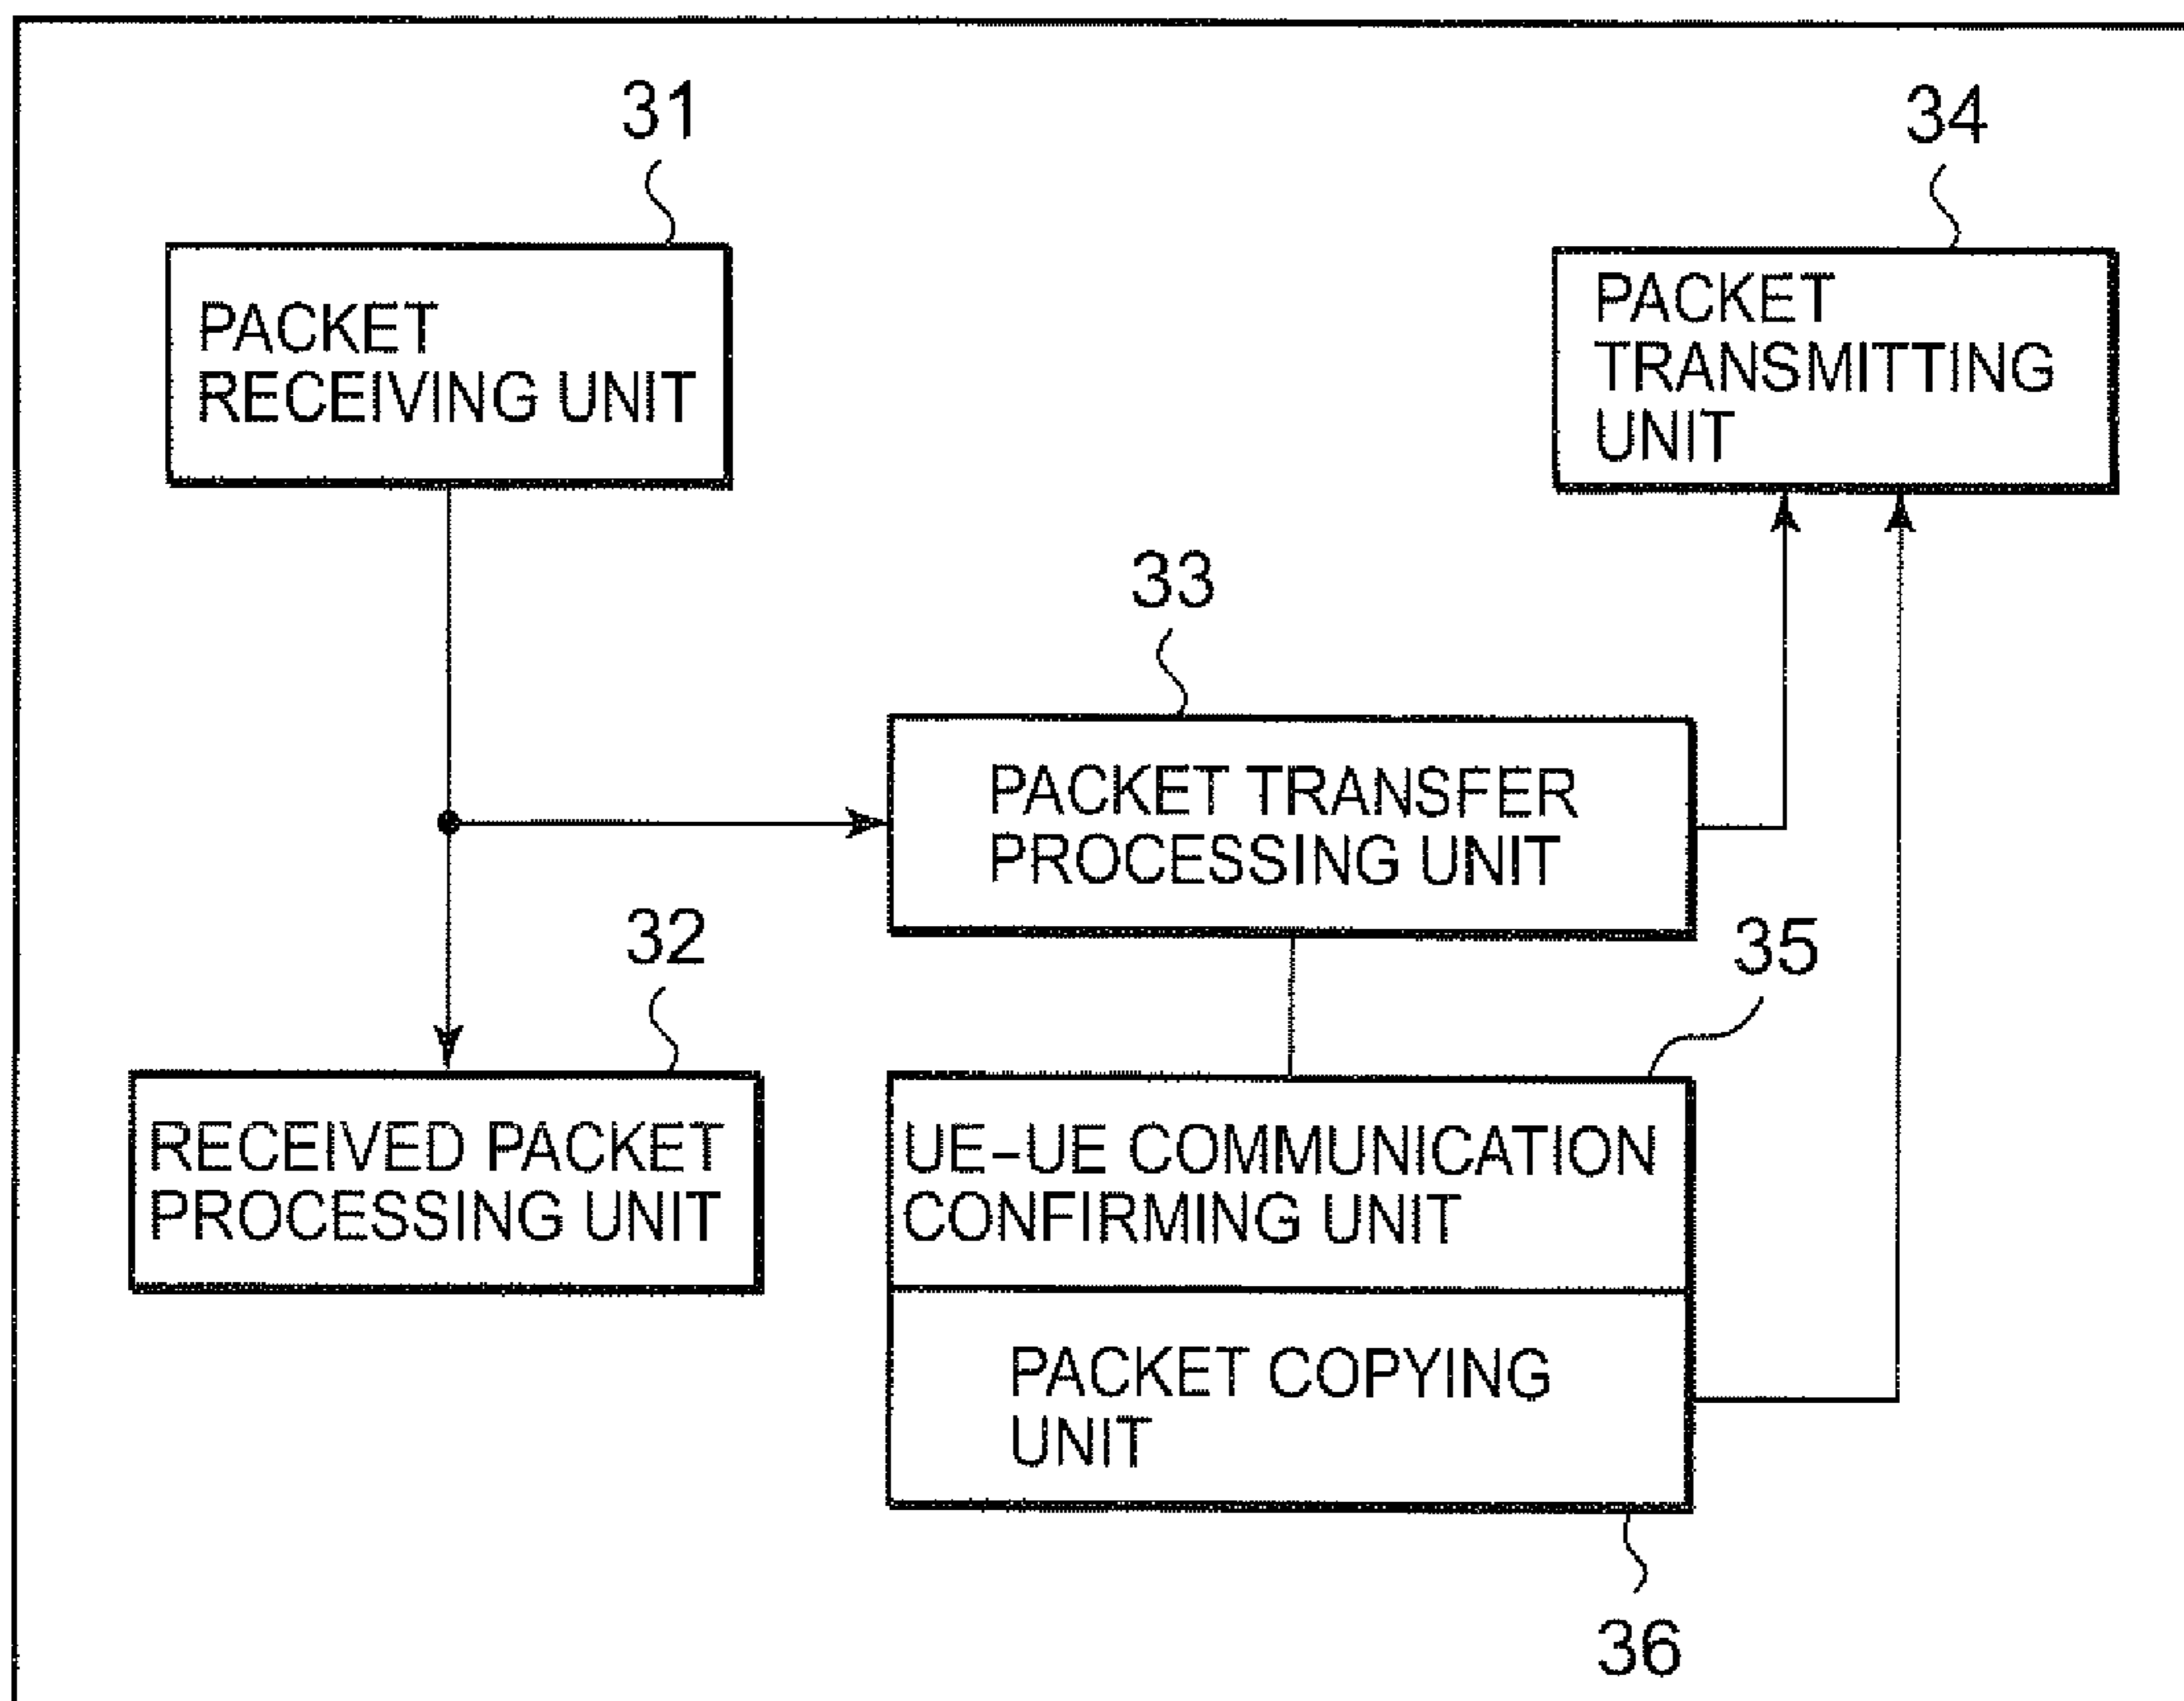 31
34
PACKET
RECEIVING UNIT
PACKET
TRANSMITTING
UNIT
33
PACKET TRANSFER
PROCESSING UNIT
32
35
RECEIVED PACKET
PROCESSING UNIT
UE-UE COMMUNICATION
CONFIRMING UNIT
PACKET COPYING
UNIT
36